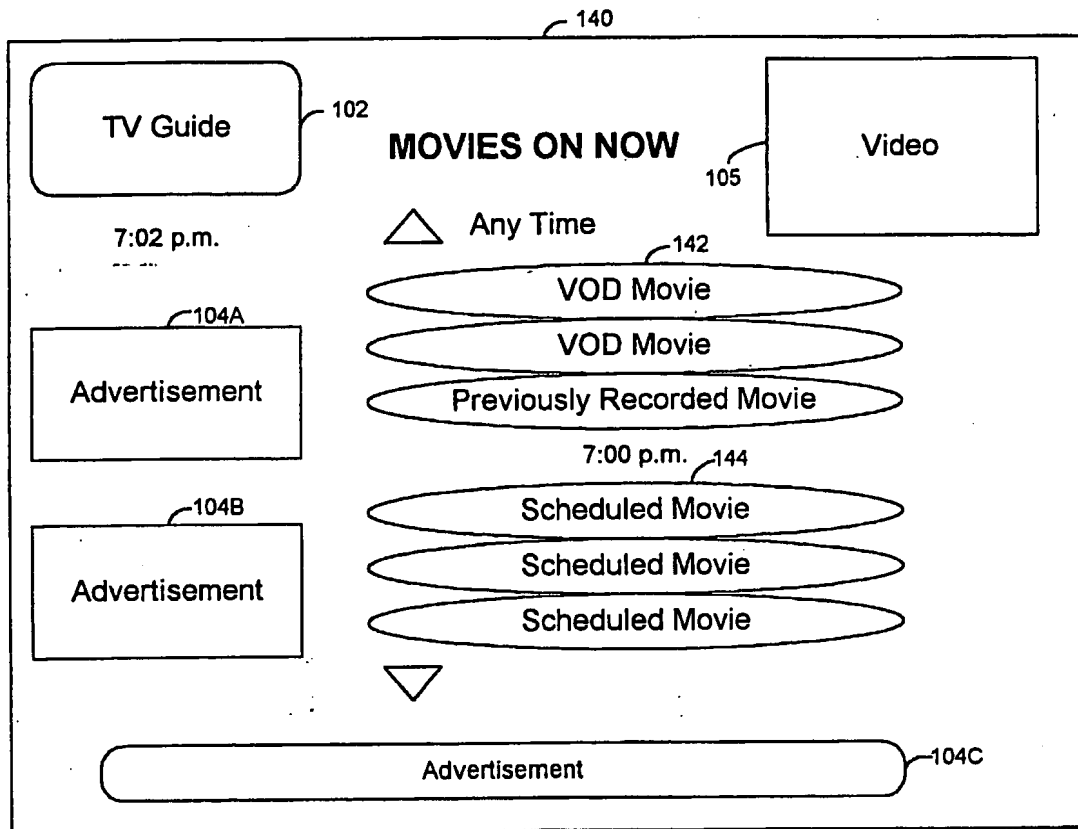 140
TV Guide
102
MOVIES ON NOW
105
Video
7:02 p.m.
Any Time
142
VOD Movie
104A
VOD Movie
Advertisement
Previously Recorded Movie
7:00 p.m.
144
104B
Scheduled Movie
Advertisement
Scheduled Movie
Scheduled Movie
Advertisement
104C